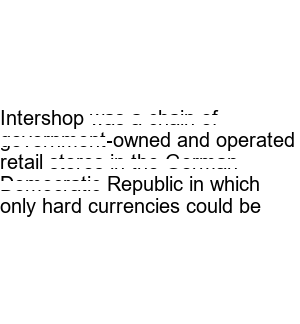 Intershop was a chain of
government-owned and operated
retail stores in the German
Democratic Republic in which
only hard currencies could be